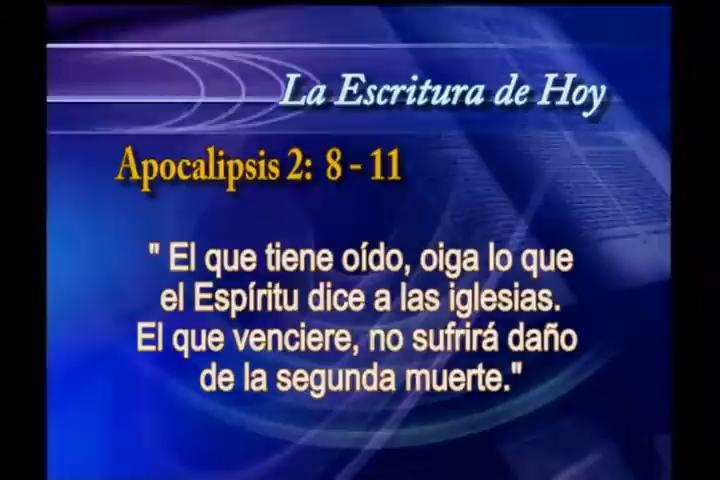 La Escritura de Hoy
Apocalipsis 2: 8 - 11
" El que tiene oído, oiga lo que
el Espíritu dice a las iglesias.
El que venciere, no sufrirá daño
de la segunda muerte."